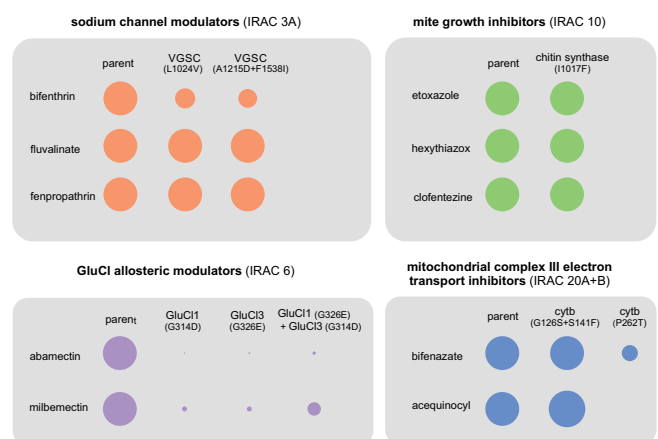 sodium channel modulators (IRAC 3A)
parent
VGSC
(L1024V)
VGSC
(A1215D+F1538I)
bifenthrin
fluvalinate
fenpropathrin
mite growth inhibitors (IRAC 10)
parent
chitin synthase
(I1017F)
etoxazole
hexythiazox
clofentezine
GluCl allosteric modulators (IRAC 6)
parent
GluCl1
(G314D)
GluCl3
(G326E)
GluCl1 (G326E)
+ GluCl3 (G314D)
abamectin
milbemectin
mitochondrial complex III electron
transport inhibitors (IRAC 20A+B)
parent
cytb
(G126S+S141F)
cytb
(P262T)
bifenazate
acequinocyl